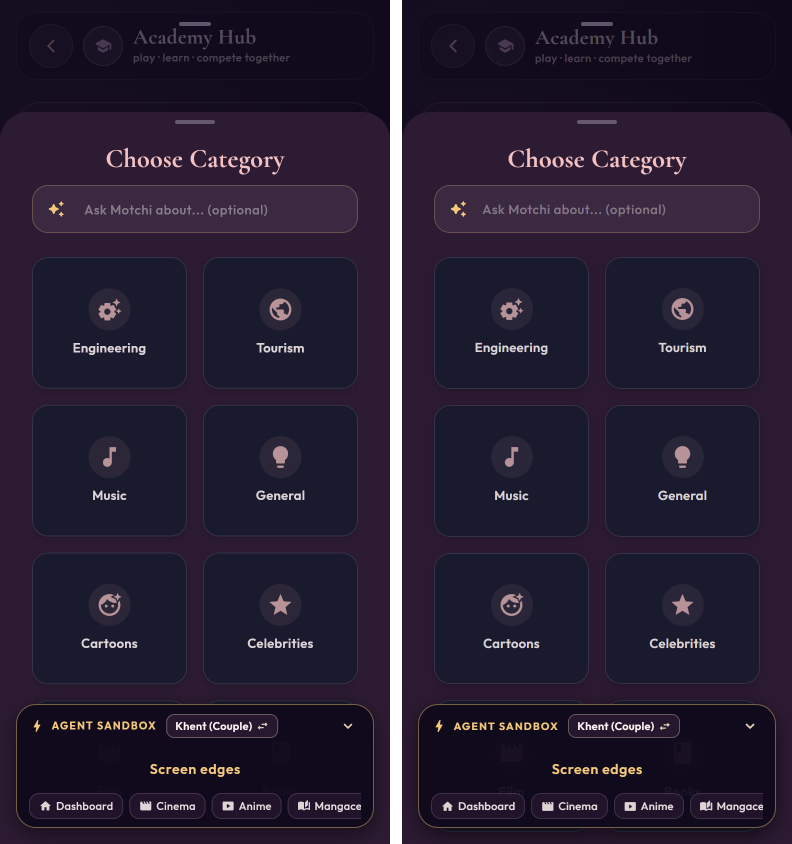 Academy Hub
play · learn · compete together
Choose Category
Ask Motchi about... (optional)
Engineering
Tourism
Music
General
Cartoons
Celebrities
AGENT SANDBOX
Khent (Couple)
Screen edges
Dashboard
Cinema
Anime
Mangace
Academy Hub
play · learn · compete together
Choose Category
Ask Motchi about... (optional)
Engineering
Tourism
Music
General
Cartoons
Celebrities
AGENT SANDBOX
Khent (Couple)
Screen edges
Film
Books
Dashboard
Cinema
Anime
Mangace